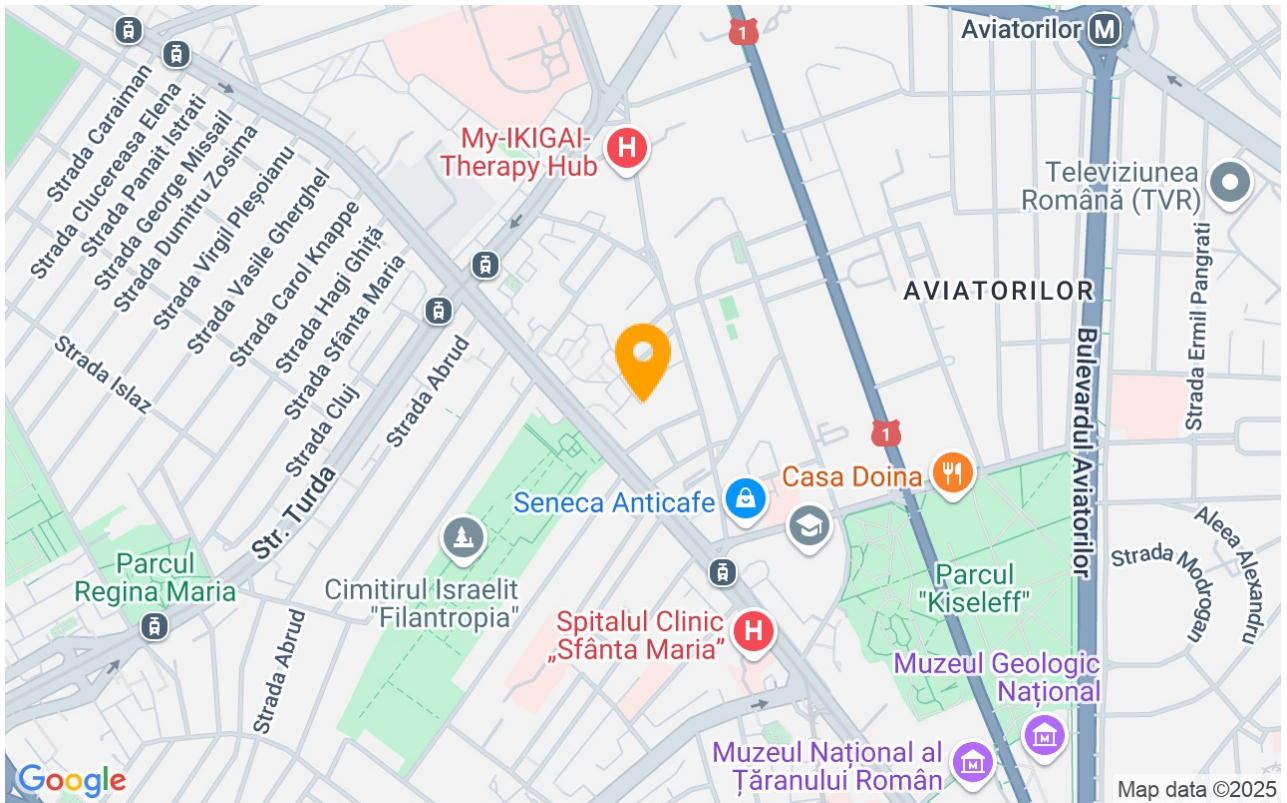 1
Aviatorilor
M
My-IKIGAI-
Therapy Hub
H
Televiziunea
Română (TVR)
Strada Caraiman
Strada Clucereasa Elena
Strada Panait Istrati
Strada George Missail
Strada Dumitru Zosima
Strada Virgil Pleșoianu
Strada Vasile Gherghel
Strada Carol Knappe
Strada Hagi Ghiță
Strada Sfânta Maria
Strada Cluj
Strada Abrud
Strada Islaz
AVIATORILOR
Strada Ermil Pangrati
Bulevardul Aviatorilor
1
Casa Doina
Seneca Anticafe
Str. Turda
Parcul
Regina Maria
Cimitirul Israelit
"Filantropia"
Aleea Alexandru
Strada Modrogan
Parcul
"Kiseleff"
Spitalul Clinic
„Sfânta Maria”
H
Strada Abrud
Muzeul Geologic
Național
M
Muzeul Național al
Țăranului Român
M
Google
Map data ©2025